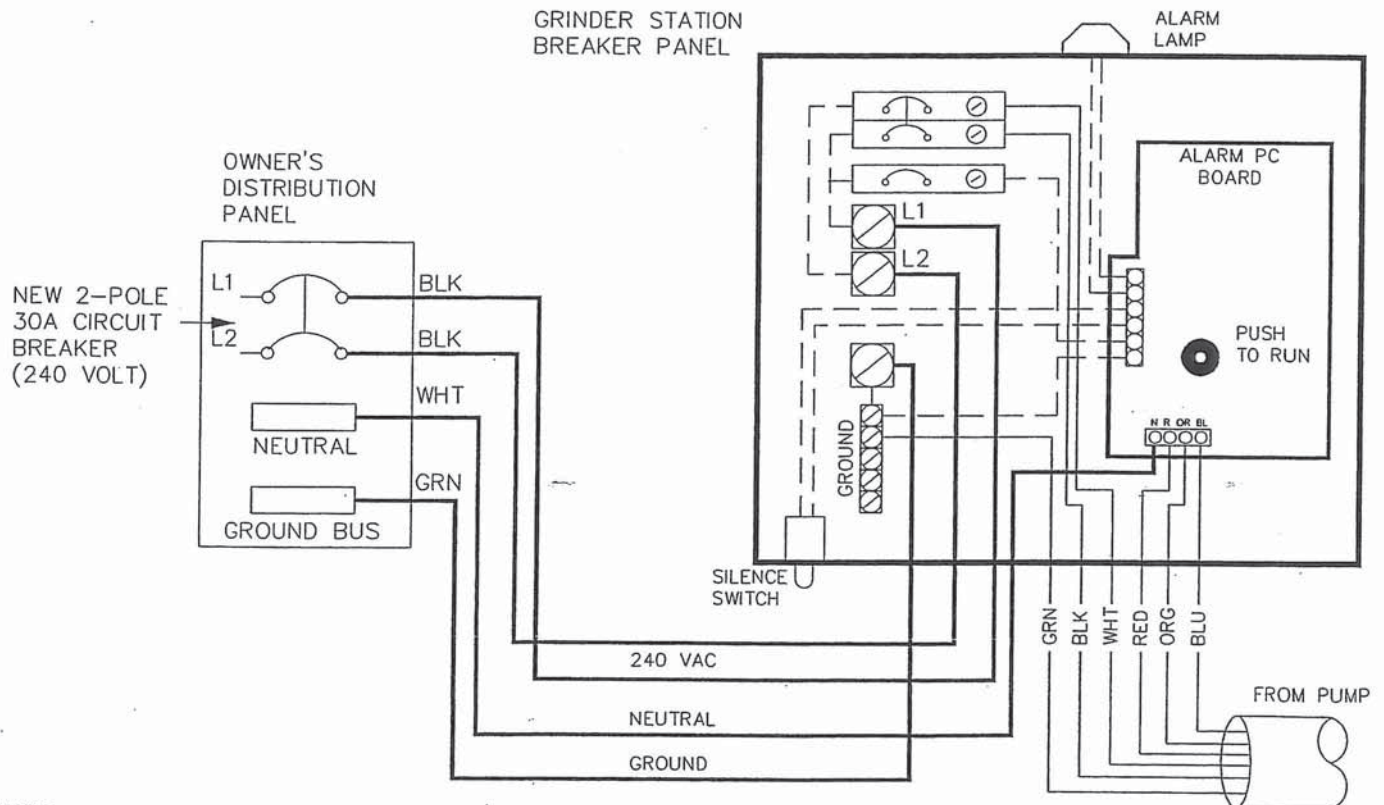 GRINDER STATION
BREAKER PANEL
ALARM
LAMP
OWNER'S
DISTRIBUTION
PANEL
ALARM PC
BOARD
L1
L2
L1
BLK
NEW 2-POLE
30A CIRCUIT
BREAKER
(240 VOLT)
L2
BLK
PUSH
TO RUN
WHT
NEUTRAL
N R OR BL
GROUND
GRN
GROUND BUS
SILENCE
SWITCH
GRN
BLK
WHT
RED
ORG
BLU
240 VAC
FROM PUMP
NEUTRAL
GROUND